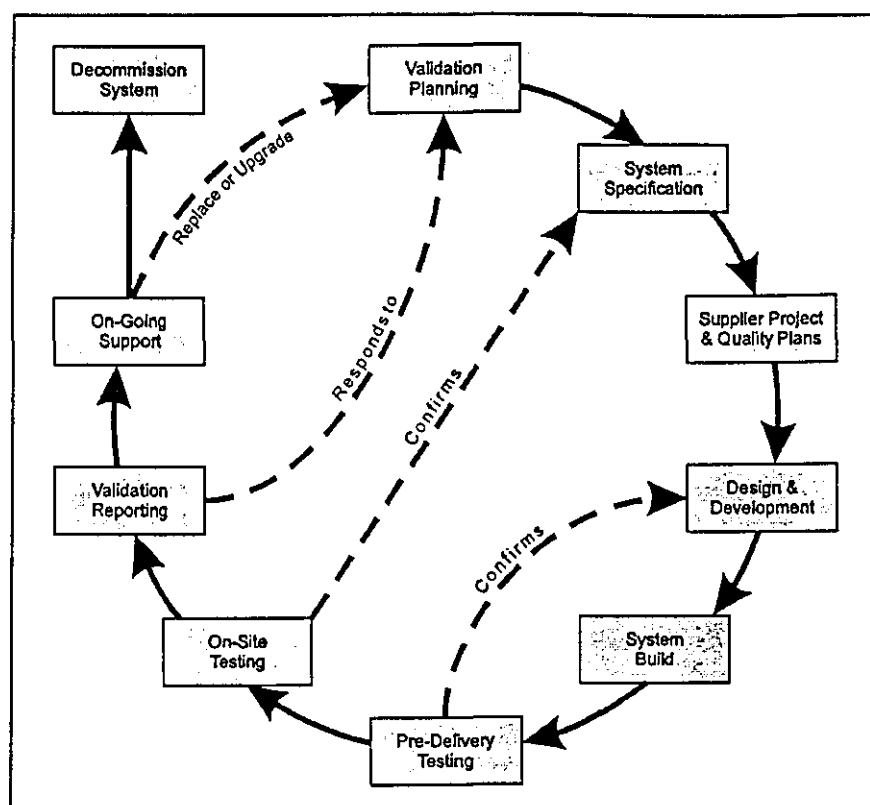 Decommission
System
Validation
Planning
System
Specification
Replace or Upgrade
On-Going
Support
Responds to
Confirms
Supplier Project
& Quality Plans
Validation
Reporting
Design &
Development
Confirms
On-Site
Testing
System
Build
Pre-Delivery
Testing